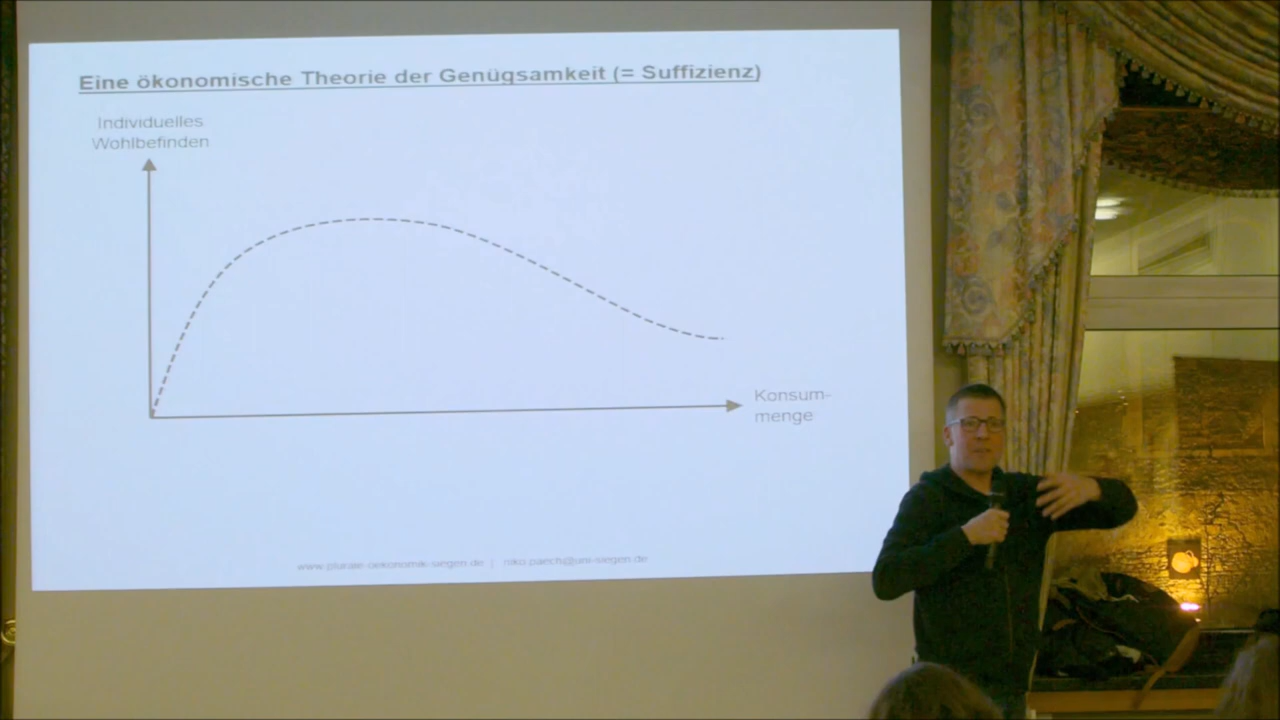 Eine ökonomische Theorie der Genügsamkeit (= Suffizienz)
Individuelles
Wohlbefinden
Konsum-
menge
www.plurale-oekonomik-siegen.de | niko.paech@uni-siegen.de